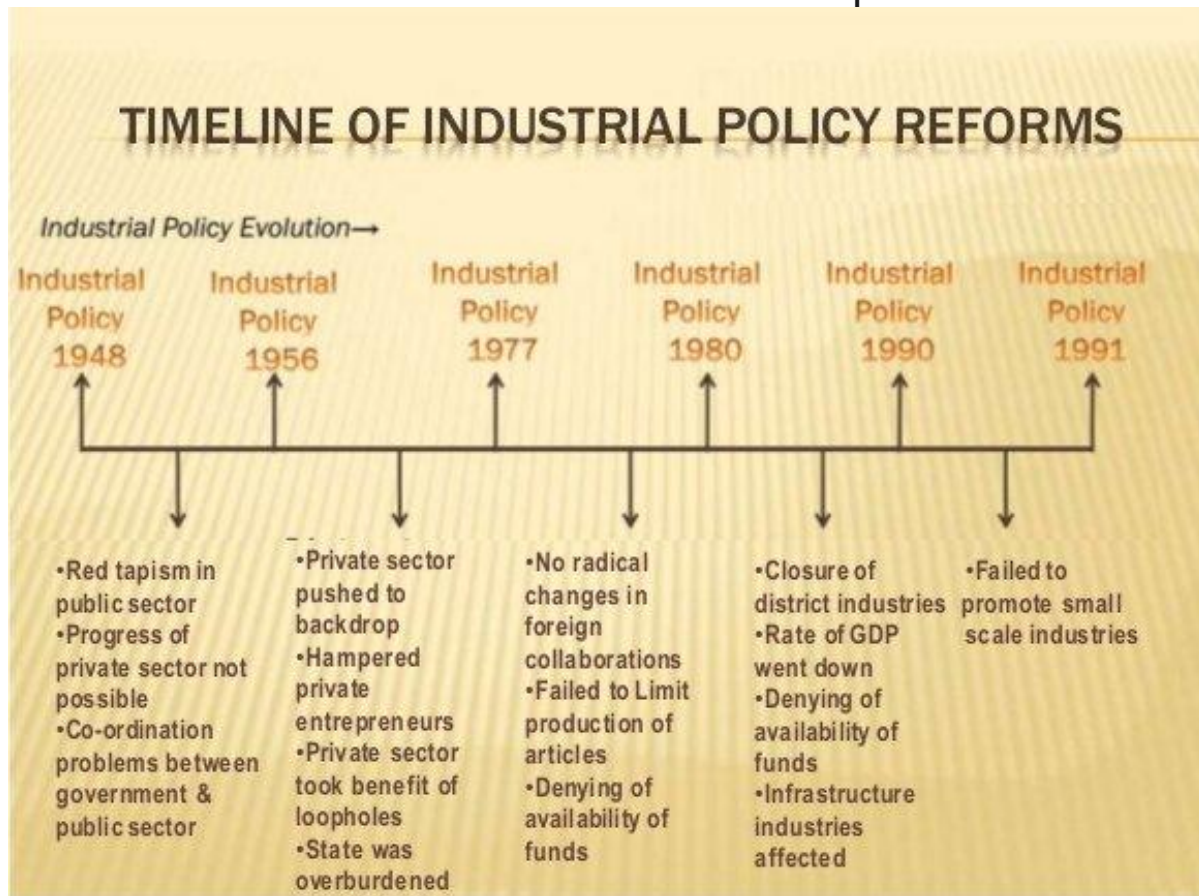 TIMELINE OF INDUSTRIAL POLICY REFORMS
Industrial Policy Evolution→
Industrial
Policy
1948
Industrial
Policy
1956
Industrial
Policy
1977
Industrial
Policy
1980
Industrial
Policy
1990
Industrial
Policy
1991
•Red tapism in
public sector
•Progress of
private sector not
possible
•Co-ordination
problems between
government &
public sector
•Private sector
pushed to
backdrop
•Hampered
private
entrepreneurs
•Private sector
took benefit of
loopholes
•State was
overburdened
•No radical
changes in
foreign
collaborations
•Failed to Limit
production of
articles
•Denying of
availability of
funds
•Closure of
district industries
•Rate of GDP
went down
•Denying of
availability of
funds
•Infrastructure
industries
affected
•Failed to
promote small
scale industries